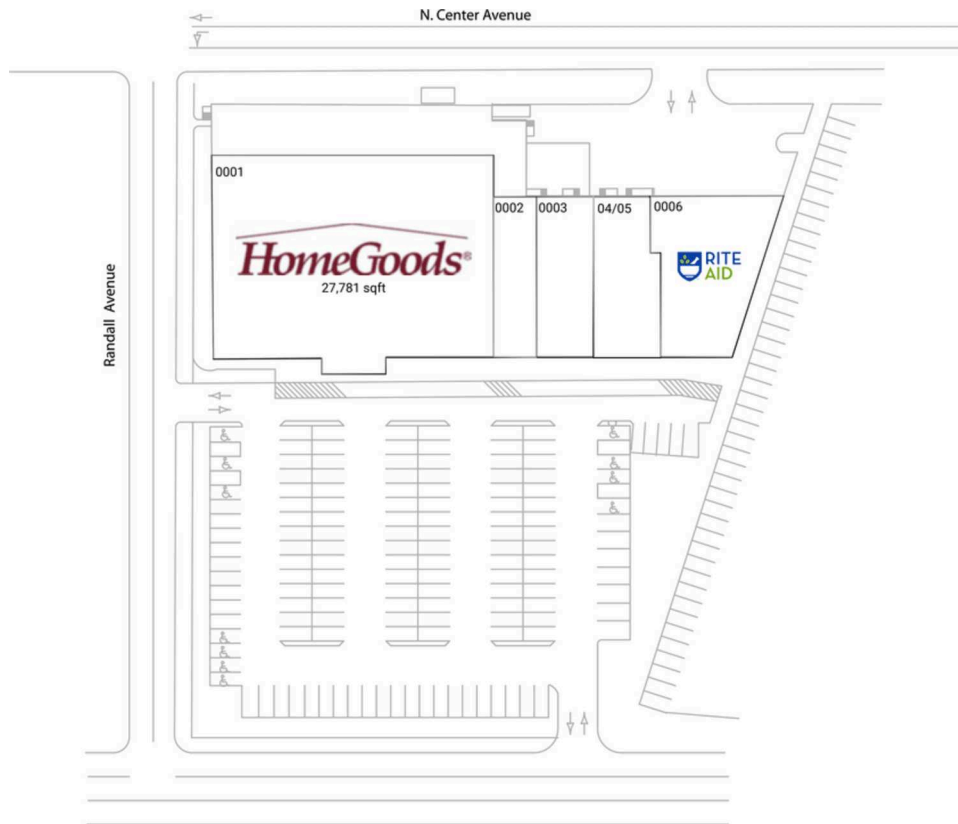 N. Center Avenue
0001
0002
0003
04/05
0006
HomeGoods®
27,781 sqft
RITE
AID
Randall Avenue